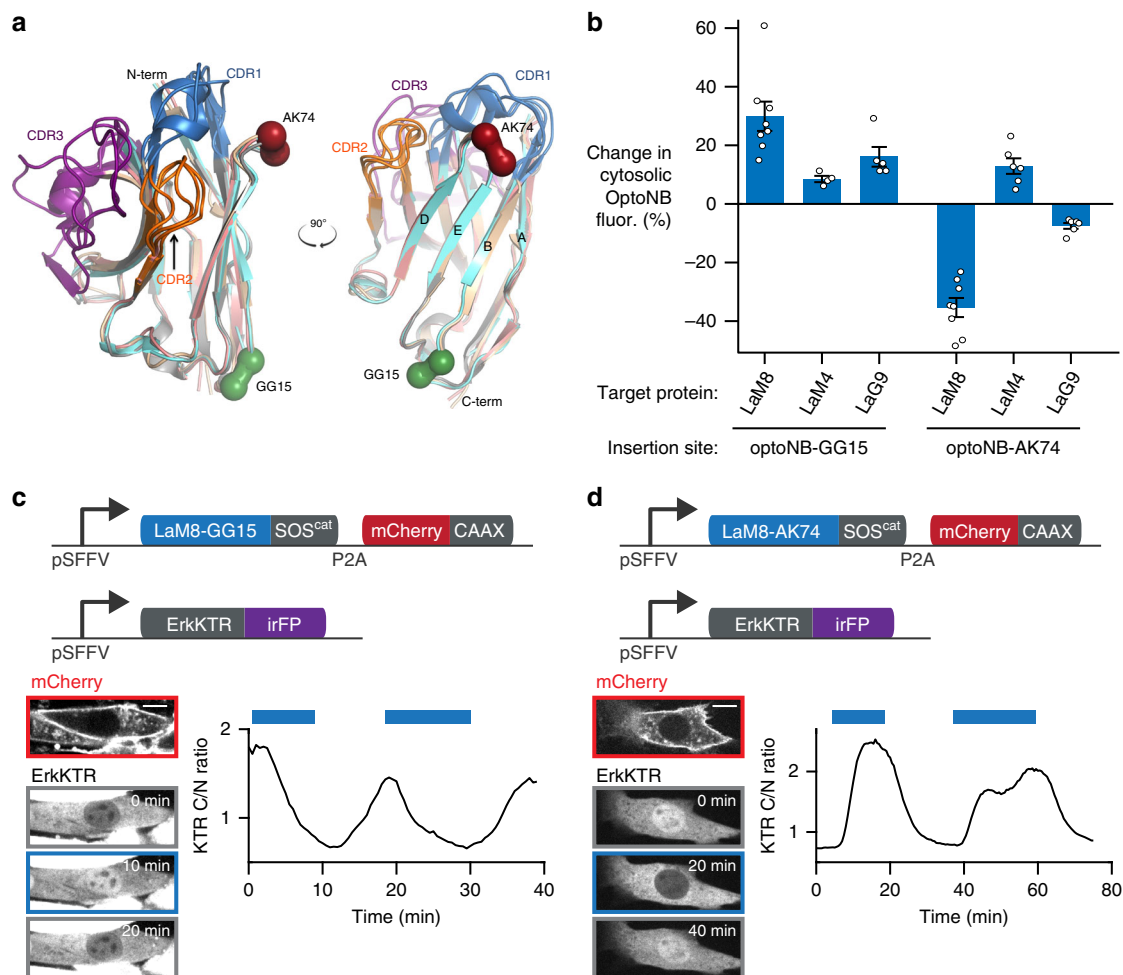 a
N-term
CDR1
CDR3
AK74
CDR2
GG15
90°
CDR3
CDR1
AK74
CDR2
D
E
B
A
GG15
C-term
b
Change in
cytosolic
OptoNB
fluor. (%)
60
40
20
0
−20
−40
Target protein:
LaM8
LaM4
LaG9
LaM8
LaM4
LaG9
Insertion site:
optoNB-GG15
optoNB-AK74
c
LaM8-GG15
SOScat
mCherry
CAAX
pSFFV
P2A
ErkKTR
irFP
pSFFV
mCherry
ErkKTR
0 min
10 min
20 min
KTR C/N ratio
2
1
0
10
20
30
40
Time (min)
d
LaM8-AK74
SOScat
mCherry
CAAX
pSFFV
P2A
ErkKTR
irFP
pSFFV
mCherry
ErkKTR
0 min
20 min
40 min
KTR C/N ratio
2
1
0
20
40
60
80
Time (min)